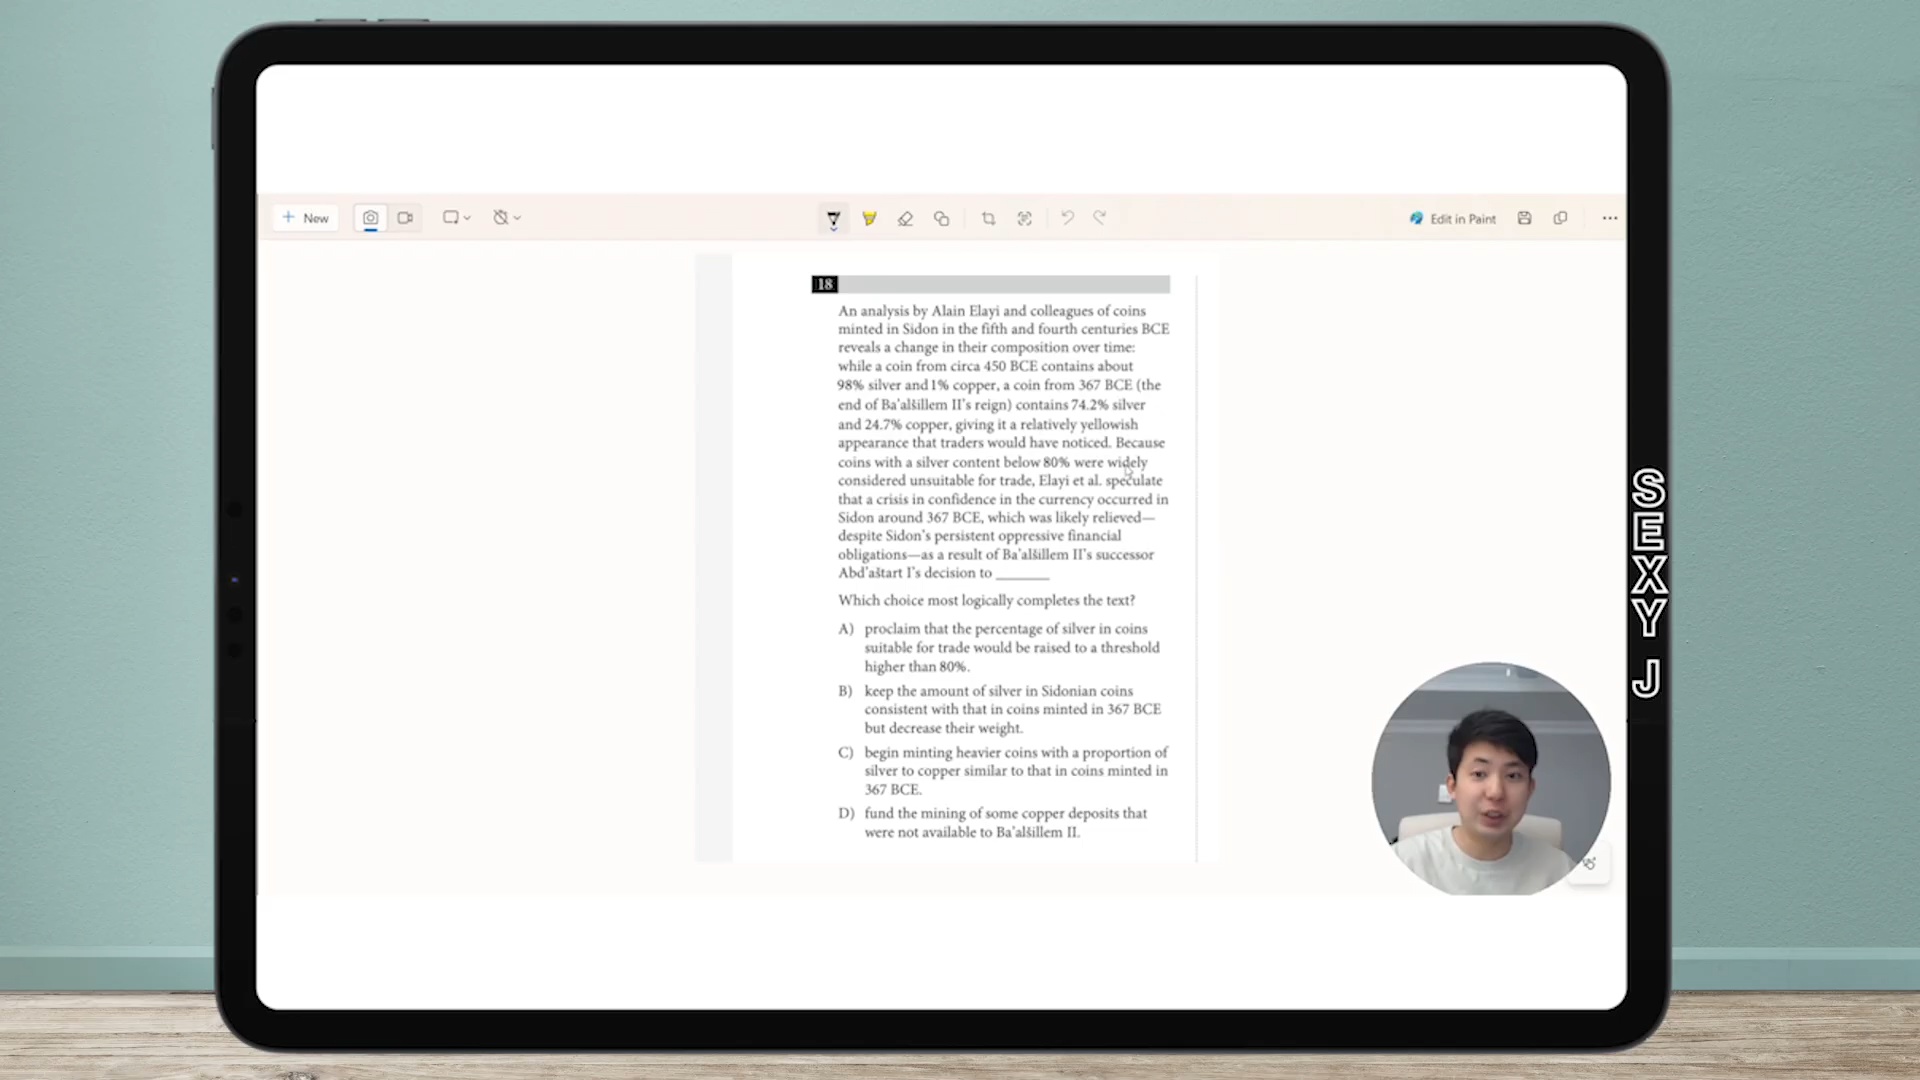 New
Edit in Paint
18
An analysis by Alain Elayi and colleagues of coins
minted in Sidon in the fifth and fourth centuries BCE
reveals a change in their composition over time:
while a coin from circa 450 BCE contains about
98% silver and 1% copper, a coin from 367 BCE (the
end of Ba'alšillem II's reign) contains 74.2% silver
and 24.7% copper, giving it a relatively yellowish
appearance that traders would have noticed. Because
coins with a silver content below 80% were widely
considered unsuitable for trade, Elayi et al. speculate
that a crisis in confidence in the currency occurred in
Sidon around 367 BCE, which was likely relieved—
despite Sidon's persistent oppressive financial
obligations—as a result of Ba'alšillem II's successor
Abd'aštart I's decision to ______
Which choice most logically completes the text?
A) proclaim that the percentage of silver in coins
suitable for trade would be raised to a threshold
higher than 80%.
B) keep the amount of silver in Sidonian coins
consistent with that in coins minted in 367 BCE
but decrease their weight.
C) begin minting heavier coins with a proportion of
silver to copper similar to that in coins minted in
367 BCE.
D) fund the mining of some copper deposits that
were not available to Ba'alšillem II.
SEXY J